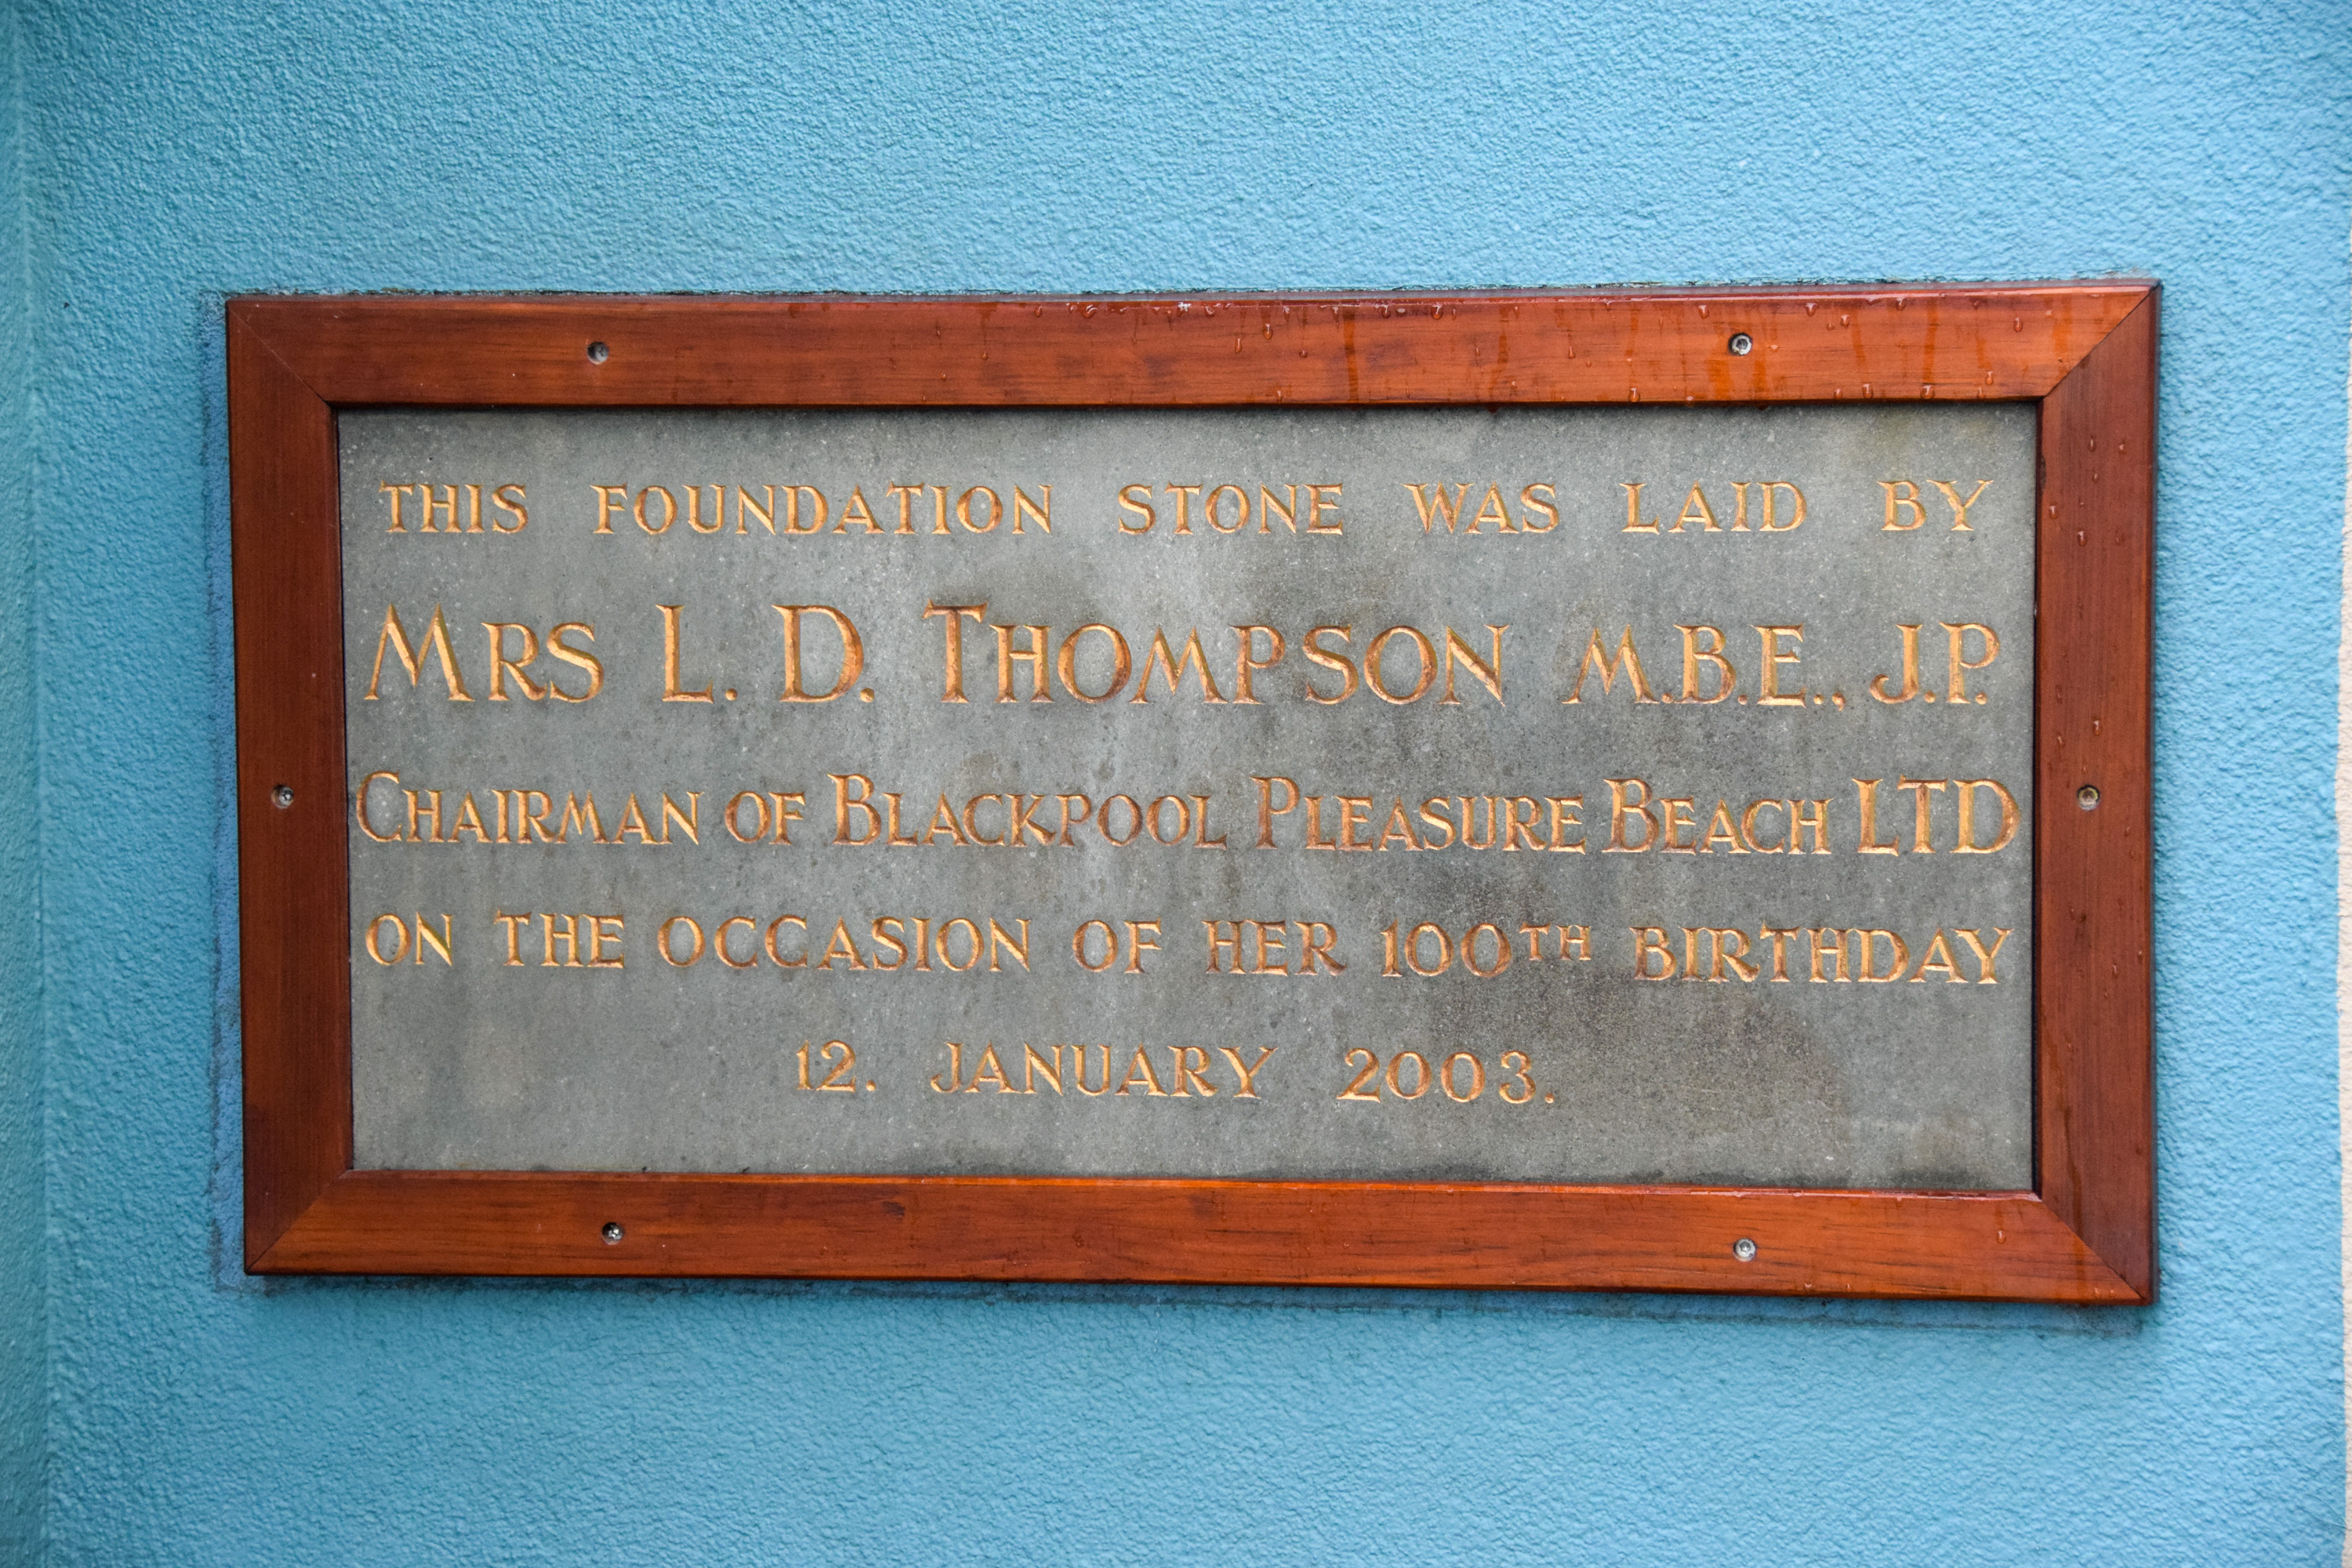 THIS FOUNDATION STONE WAS LAID BY
MRS L. D. THOMPSON M.B.E., J.P.
CHAIRMAN OF BLACKPOOL PLEASURE BEACH LTD
ON THE OCCASION OF HER 100TH BIRTHDAY
12. JANUARY 2003.